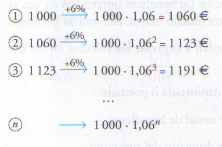 ① 1 000 +6% → 1 000 · 1,06 = 1 060 €
② 1 060 +6% → 1 000 · 1,06² = 1 123 €
③ 1 123 +6% → 1 000 · 1,06³ = 1 191 €
...
ⓝ → 1 000 · 1,06ⁿ